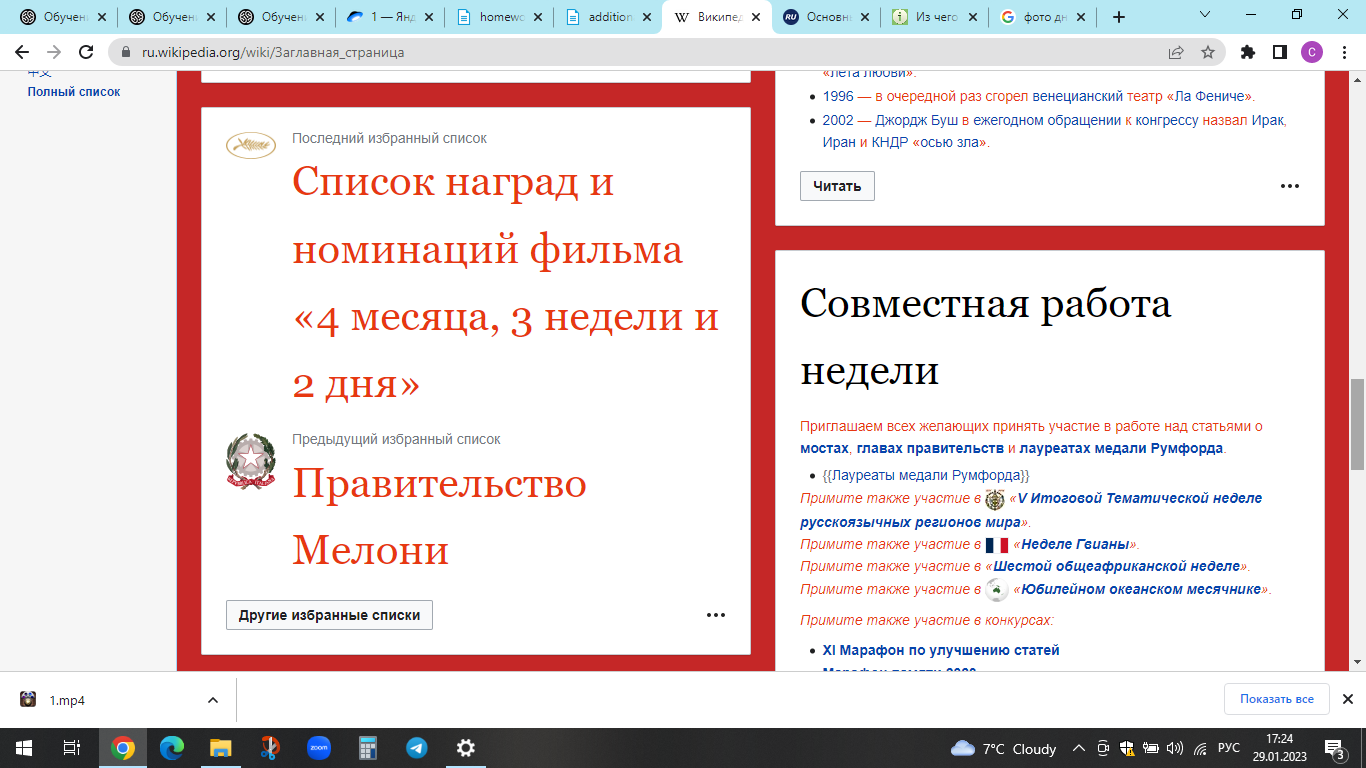 Обучен
Обучен
Обучен
1 — Янд
homewo
addition
Википед
Основн
Из чего
фото дн
ru.wikipedia.org/wiki/Заглавная_страница
С
中文
Полный список
Последний избранный список
Список наград и
номинаций фильма
«4 месяца, 3 недели и
2 дня»
Предыдущий избранный список
Правительство
Мелони
Другие избранные списки
«Лета любви».
1996 — в очередной раз сгорел венецианский театр «Ла Фениче».
2002 — Джордж Буш в ежегодном обращении к конгрессу назвал Ирак,
Иран и КНДР «осью зла».
Читать
Совместная работа
недели
Приглашаем всех желающих принять участие в работе над статьями о
мостах, главах правительств и лауреатах медали Румфорда.
{{Лауреаты медали Румфорда}}
Примите также участие в «V Итоговой Тематической неделе
русскоязычных регионов мира».
Примите также участие в «Неделе Гвианы».
Примите также участие в «Шестой общеафриканской неделе».
Примите также участие в «Юбилейном океанском месячнике».
Примите также участие в конкурсах:
XI Марафон по улучшению статей
1.mp4
Показать все
zoom
7°C Cloudy
РУС
17:24
29.01.2023
3